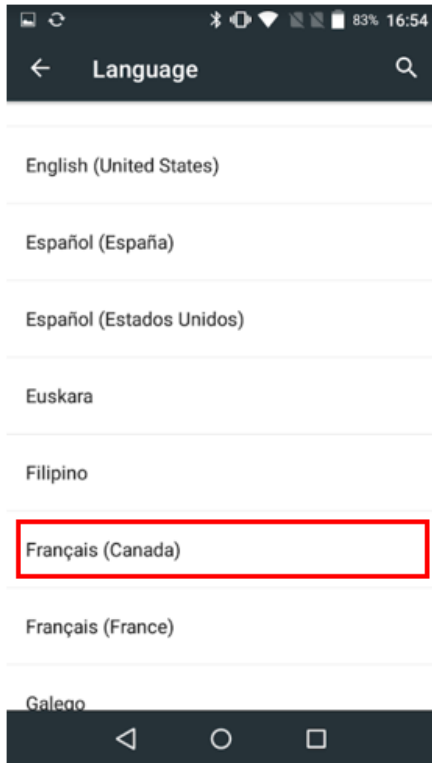 83% 16:54
Language
English (United States)
Español (España)
Español (Estados Unidos)
Euskara
Filipino
Français (Canada)
Français (France)
Galego